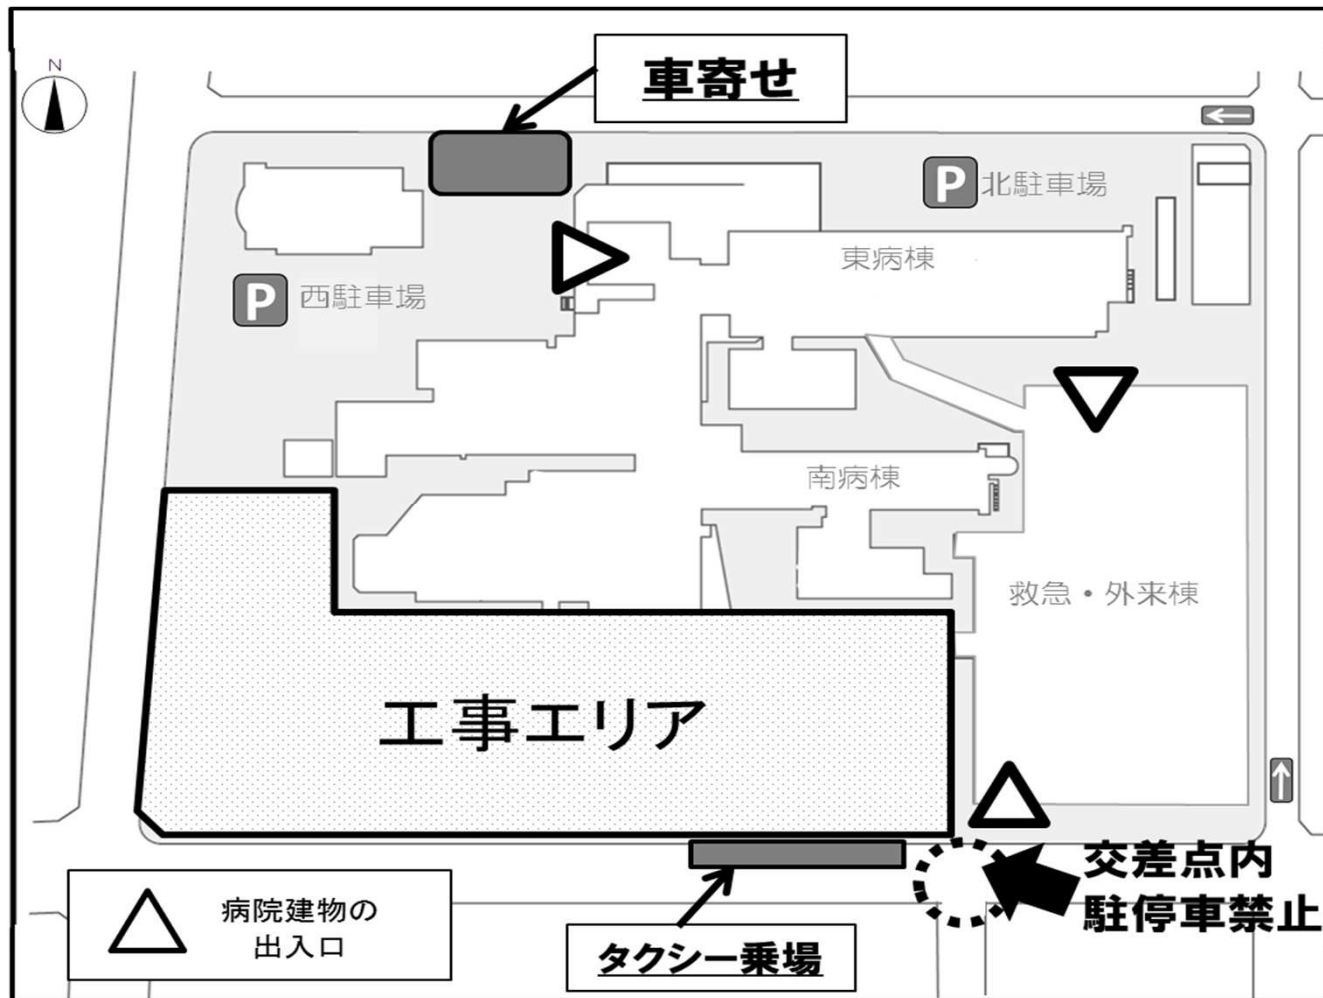 N
車寄せ
P 北駐車場
東病棟
P 西駐車場
南病棟
救急・外来棟
工事エリア
交差点内
駐停車禁止
病院建物の
出入口
タクシー乗場